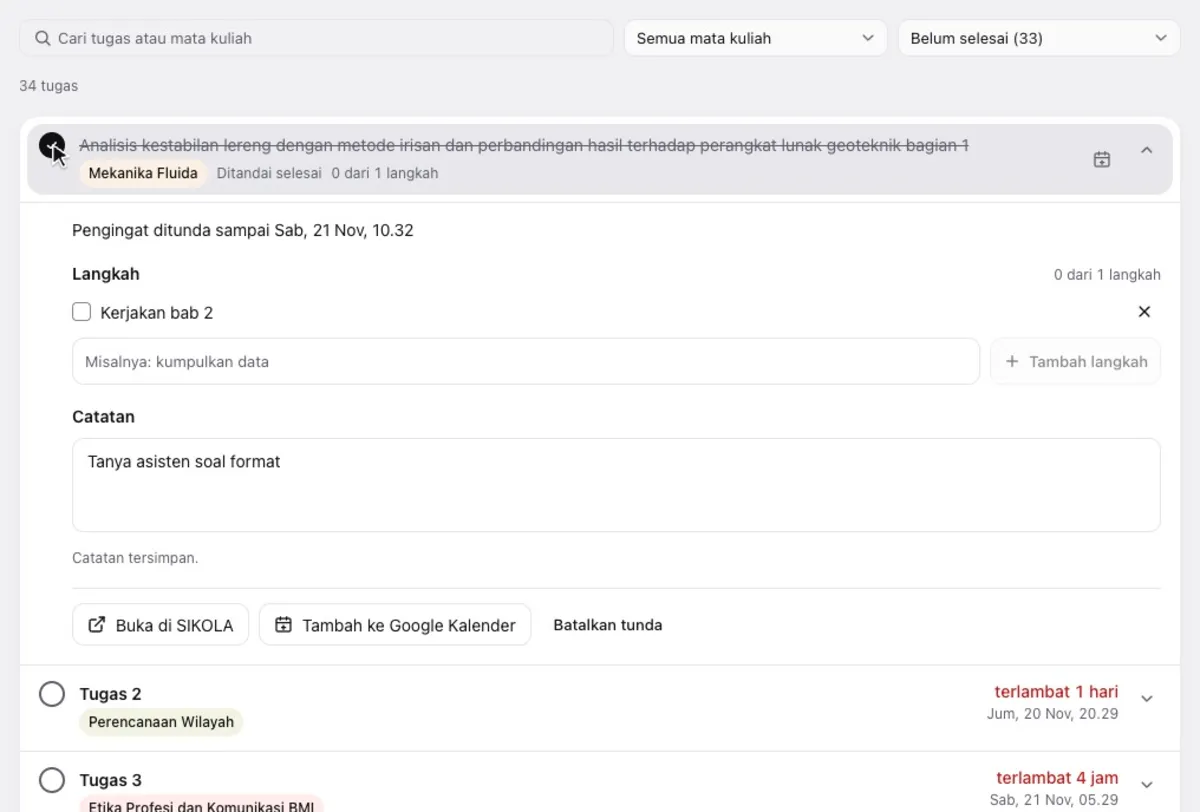 Cari tugas atau mata kuliah
Semua mata kuliah
Belum selesai (33)
34 tugas
Analisis kestabilan lereng dengan metode irisan dan perbandingan hasil terhadap perangkat lunak geoteknik bagian 1
Mekanika Fluida Ditandai selesai 0 dari 1 langkah
Pengingat ditunda sampai Sab, 21 Nov, 10.32
Langkah
0 dari 1 langkah
Kerjakan bab 2
Misalnya: kumpulkan data
+ Tambah langkah
Catatan
Tanya asisten soal format
Catatan tersimpan.
Buka di SIKOLA
Tambah ke Google Kalender
Batalkan tunda
Tugas 2
terlambat 1 hari
Perencanaan Wilayah
Jum, 20 Nov, 20.29
Tugas 3
terlambat 4 jam
Etika Profesi dan Komunikasi BMI
Sab, 21 Nov, 05.29